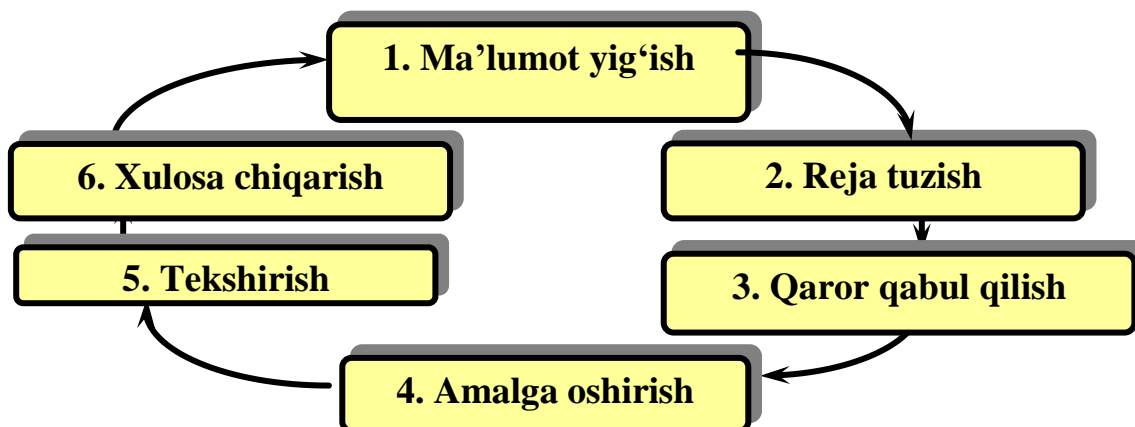 1. Ma’lumot yig‘ish
2. Reja tuzish
3. Qaror qabul qilish
4. Amalga oshirish
5. Tekshirish
6. Xulosa chiqarish